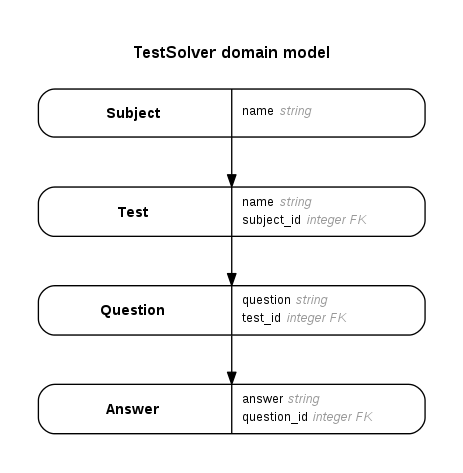 TestSolver domain model
Subject
name string
Test
name string
subject_id integer FK
Question
question string
test_id integer FK
Answer
answer string
question_id integer FK